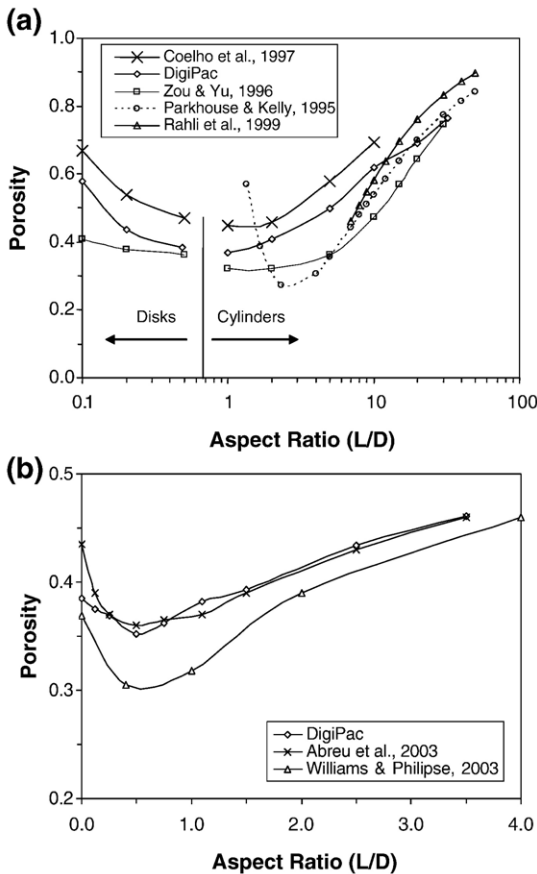 (a)
1.0
0.8
0.6
0.4
0.2
0.0
Porosity
Coelho et al., 1997
DigiPac
Zou & Yu, 1996
Parkhouse & Kelly, 1995
Rahli et al., 1999
Disks
Cylinders
0.1
1
10
100
Aspect Ratio (L/D)
(b)
0.5
0.4
0.3
0.2
Porosity
DigiPac
Abreu et al., 2003
Williams & Philipse, 2003
0.0
1.0
2.0
3.0
4.0
Aspect Ratio (L/D)